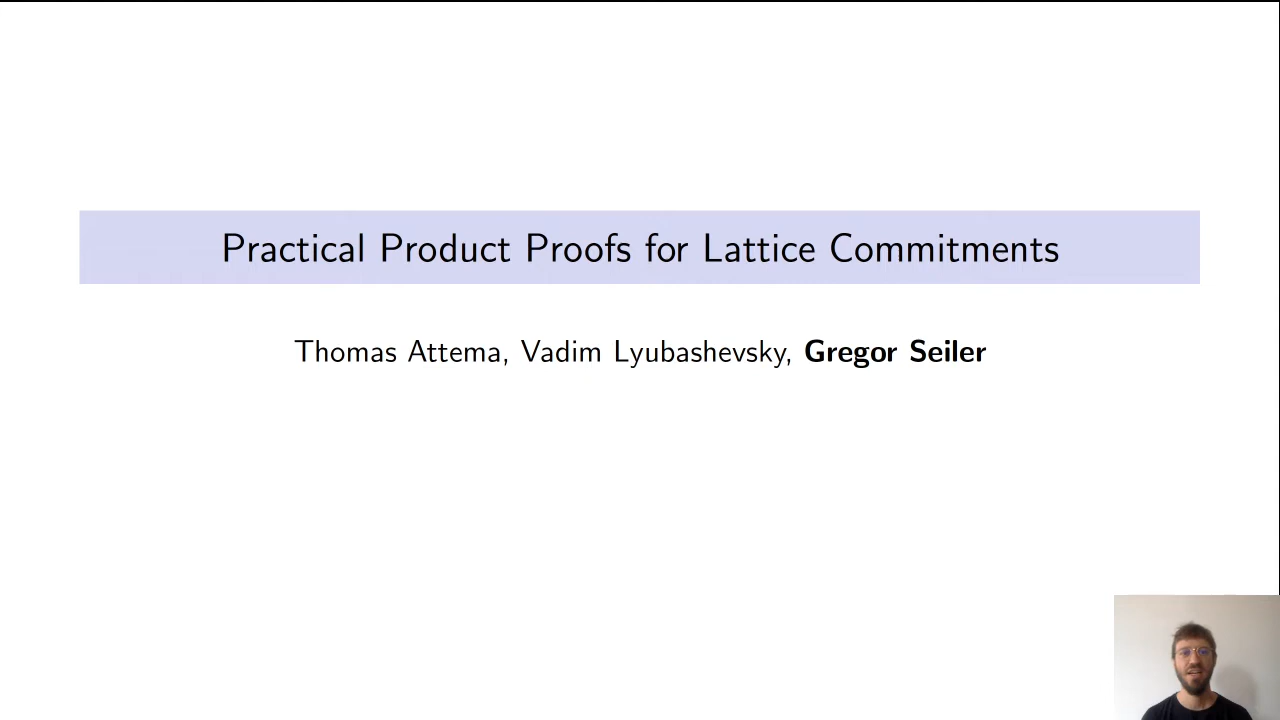 Practical Product Proofs for Lattice Commitments
Thomas Attema, Vadim Lyubashevsky, Gregor Seiler